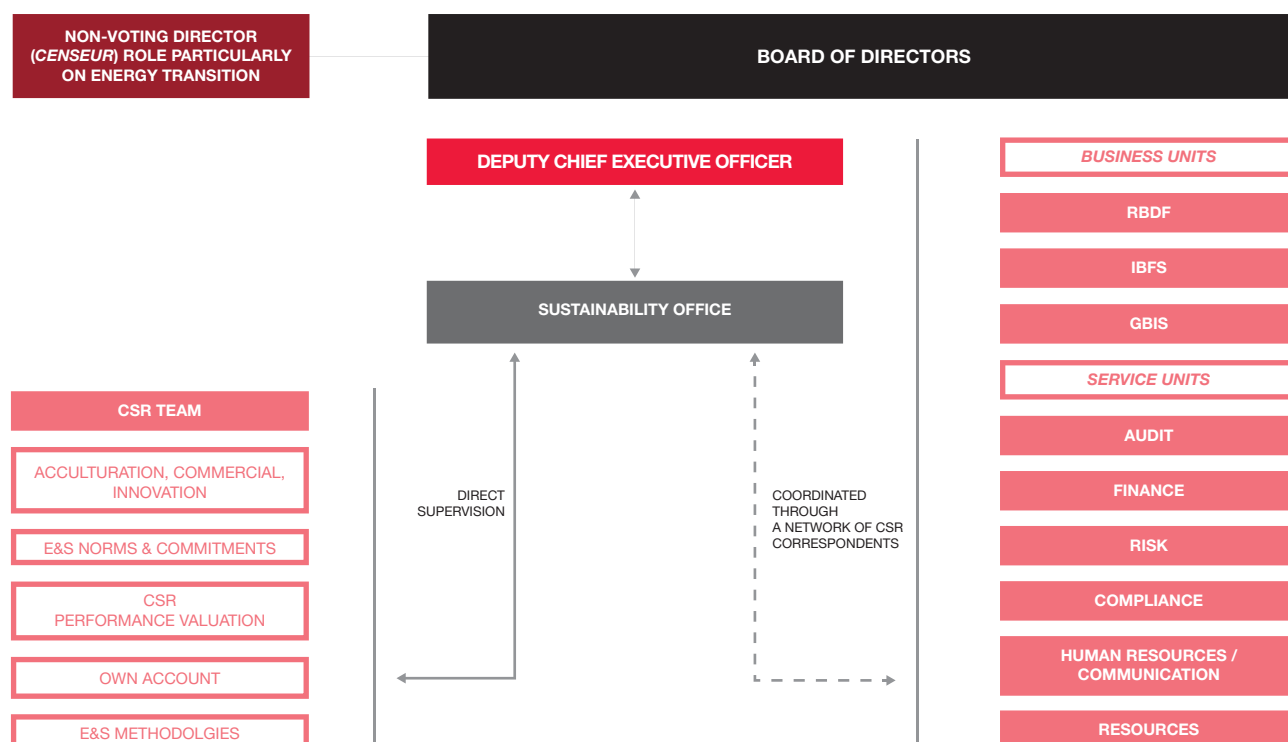 NON-VOTING DIRECTOR
(CENSEUR) ROLE PARTICULARLY
ON ENERGY TRANSITION
BOARD OF DIRECTORS
DEPUTY CHIEF EXECUTIVE OFFICER
SUSTAINABILITY OFFICE
CSR TEAM
ACCULTURATION, COMMERCIAL,
INNOVATION
E&S NORMS & COMMITMENTS
CSR
PERFORMANCE VALUATION
OWN ACCOUNT
E&S METHODOLGIES
DIRECT
SUPERVISION
COORDINATED
THROUGH
A NETWORK OF CSR
CORRESPONDENTS
BUSINESS UNITS
RBDF
IBFS
GBIS
SERVICE UNITS
AUDIT
FINANCE
RISK
COMPLIANCE
HUMAN RESOURCES /
COMMUNICATION
RESOURCES